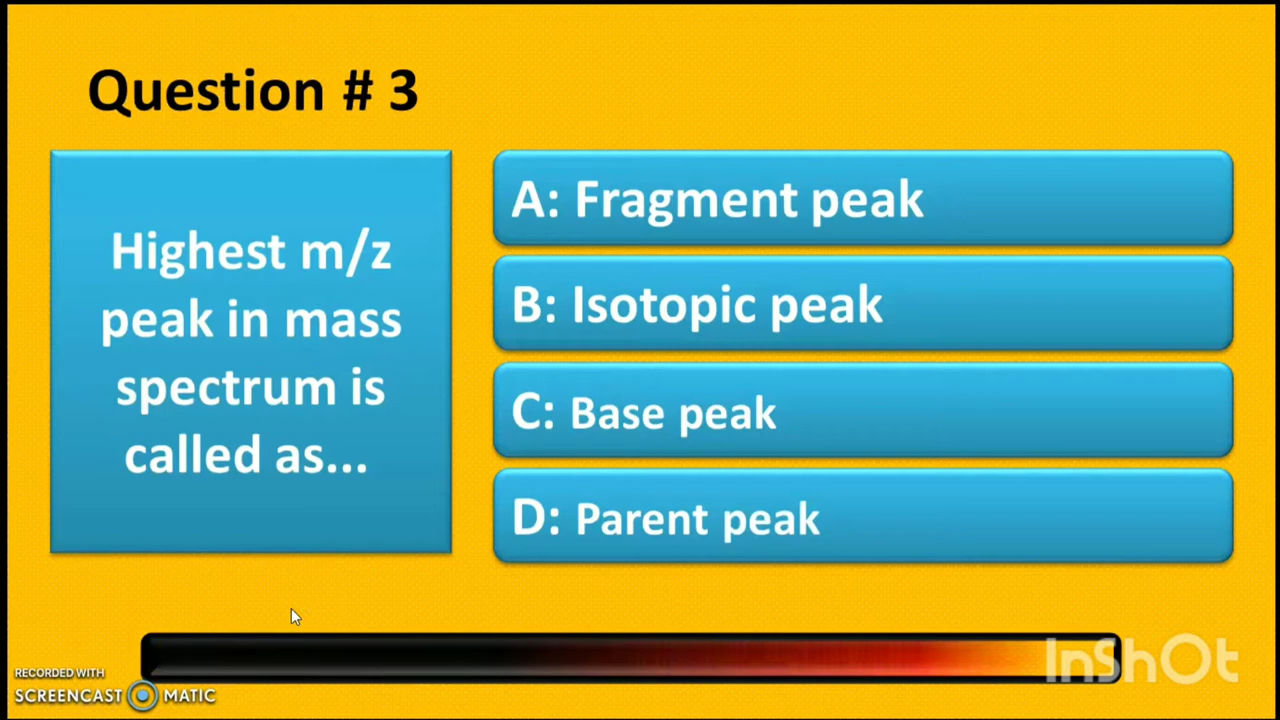 Question # 3
Highest m/z
peak in mass
spectrum is
called as...
A: Fragment peak
B: Isotopic peak
C: Base peak
D: Parent peak
RECORDED WITH
SCREENCAST MATIC
InShOt